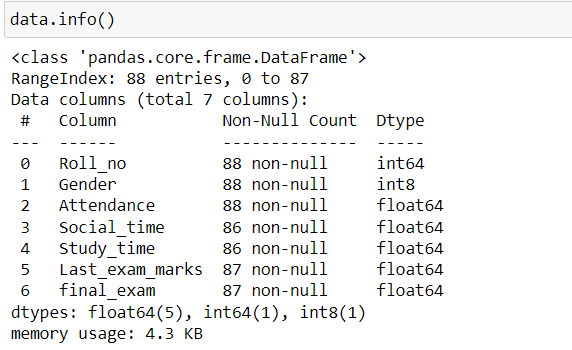 data.info()
<class 'pandas.core.frame.DataFrame'>
RangeIndex: 88 entries, 0 to 87
Data columns (total 7 columns):
 #   Column           Non-Null Count  Dtype
---  ------           --------------  -----
 0   Roll_no          88 non-null     int64
 1   Gender           88 non-null     int8
 2   Attendance       88 non-null     float64
 3   Social_time      86 non-null     float64
 4   Study_time       86 non-null     float64
 5   Last_exam_marks  87 non-null     float64
 6   final_exam       87 non-null     float64
dtypes: float64(5), int64(1), int8(1)
memory usage: 4.3 KB